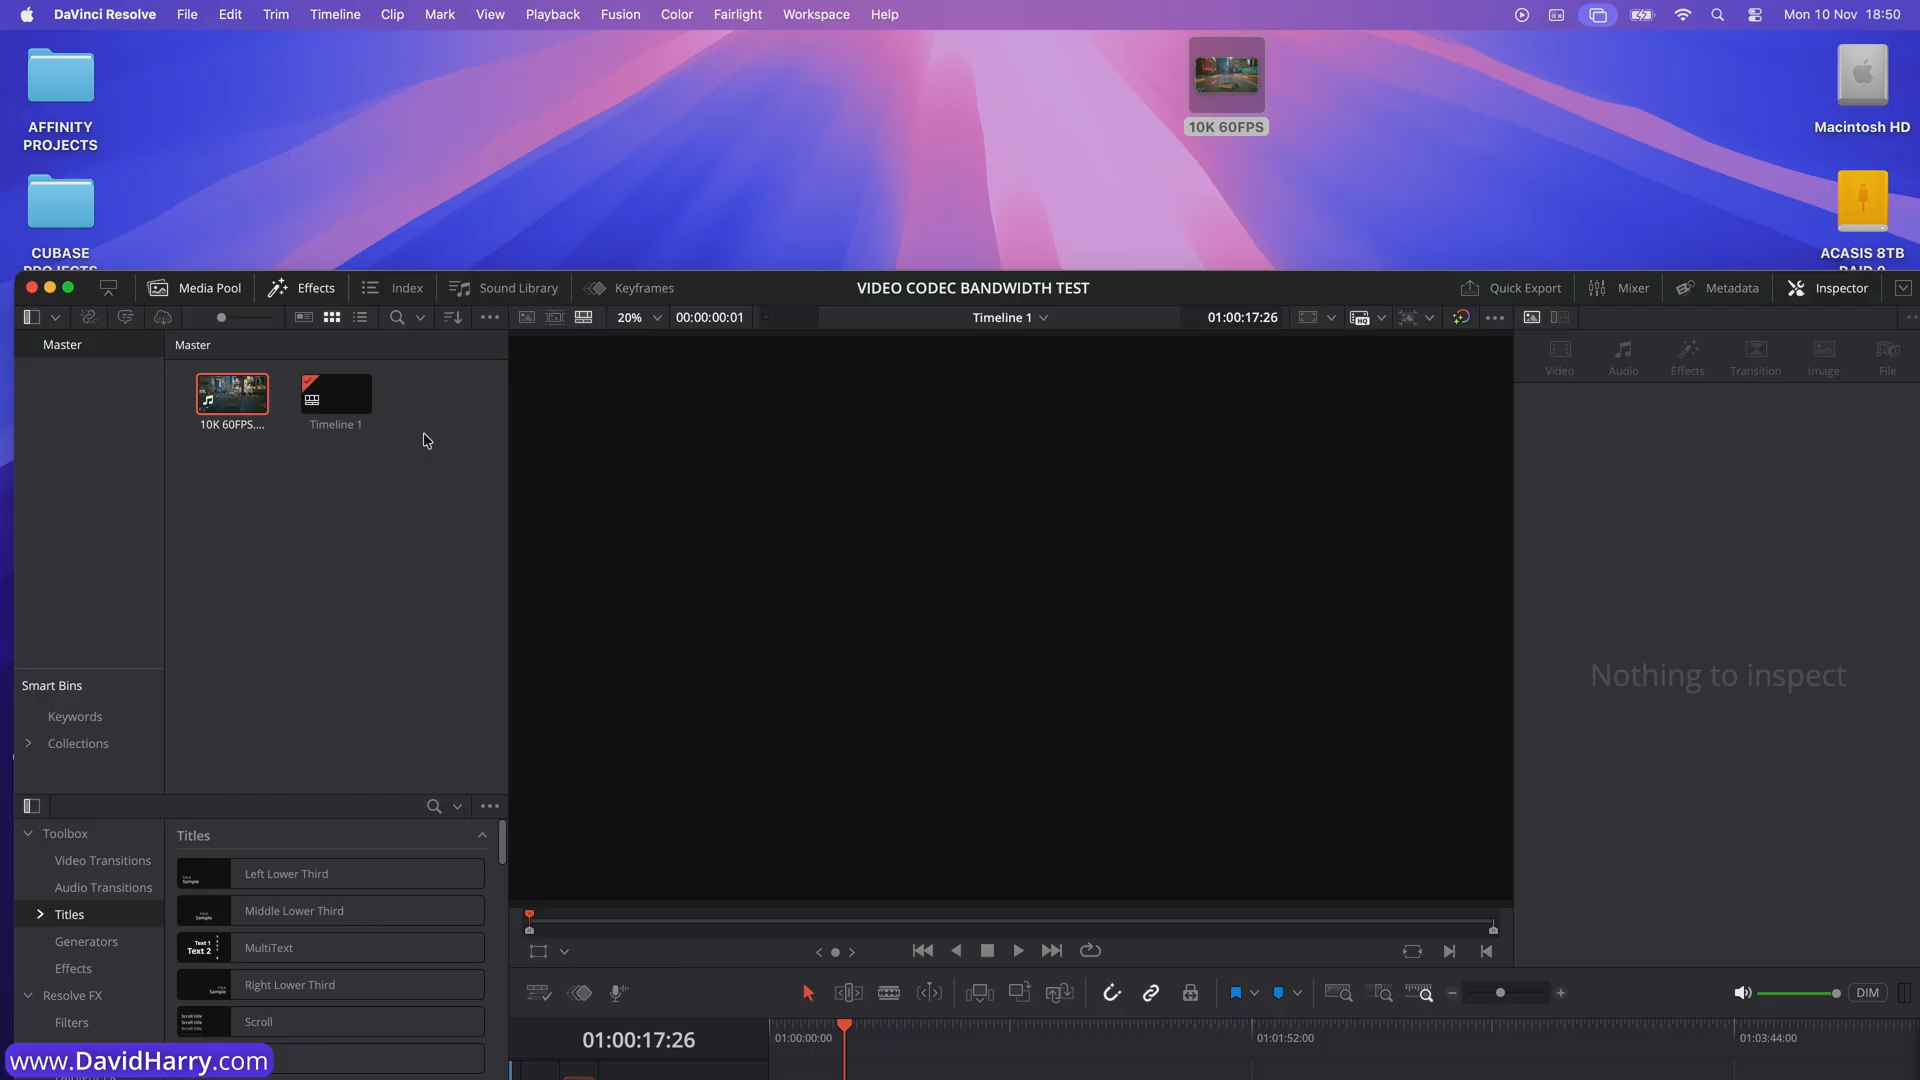 DaVinci Resolve File Edit Trim Timeline Clip Mark View Playback Fusion Color Fairlight Workspace Help Mon 10 Nov 18:50
AFFINITY
PROJECTS
10K 60FPS
Macintosh HD
CUBASE
ACASIS 8TB
Media Pool Effects Index Sound Library Keyframes VIDEO CODEC BANDWIDTH TEST Quick Export Mixer Metadata Inspector
20% 00:00:00:01 Timeline 1 01:00:17:26
Master Master
Video Audio Effects Transition Image File
10K 60FPS.... Timeline 1
Nothing to inspect
Smart Bins
Keywords
Collections
Toolbox
Video Transitions
Audio Transitions
Titles
Generators
Effects
Resolve FX
Filters
Titles
Left Lower Third
Middle Lower Third
Text 1
Text 2
MultiText
Right Lower Third
Scroll
DIM
01:00:17:26 01:00:00:00 01:01:52:00 01:03:44:00
www.DavidHarry.com